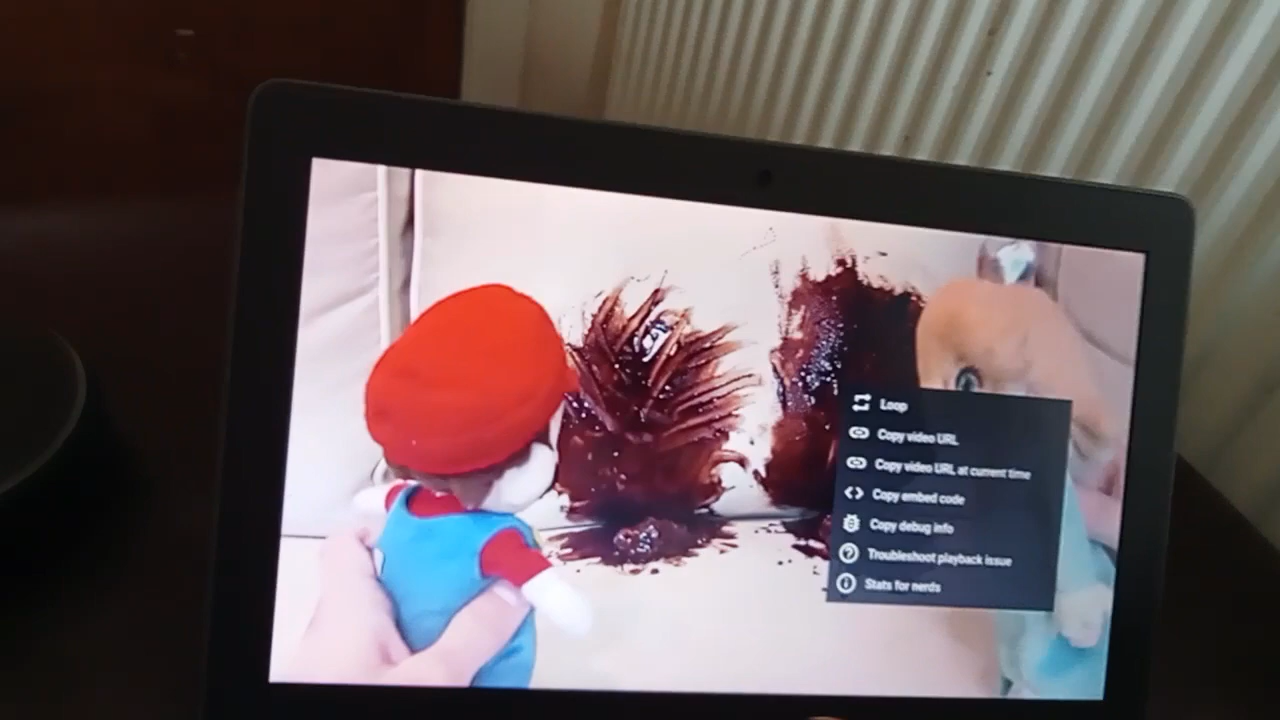 Loop
Copy video URL
Copy video URL at current time
Copy embed code
Copy debug info
Troubleshoot playback issue
Stats for nerds